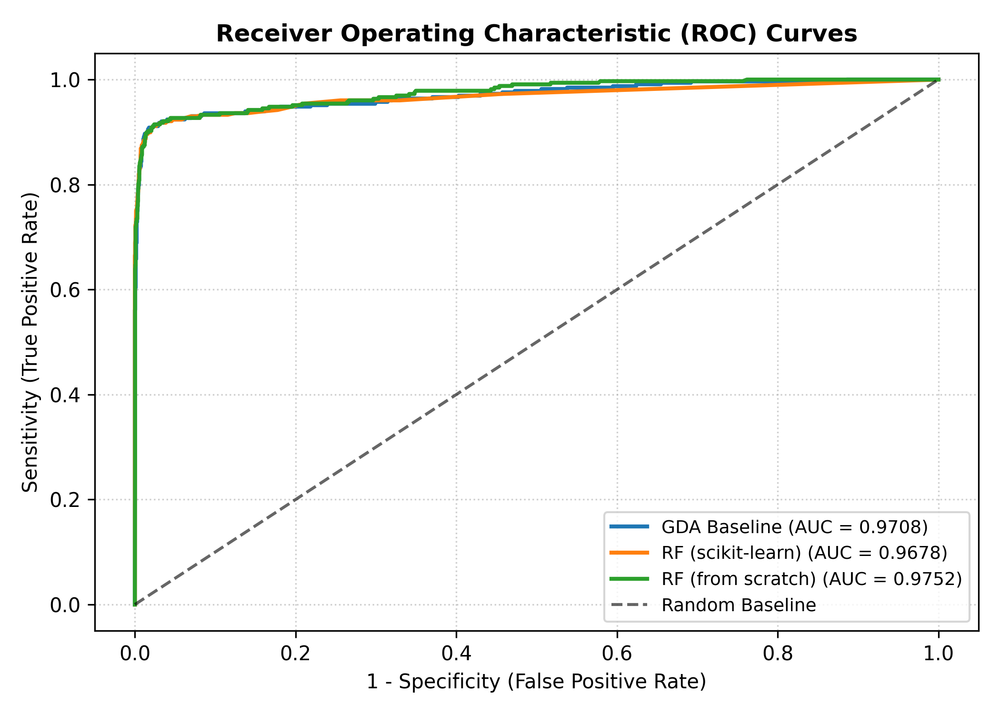 Receiver Operating Characteristic (ROC) Curves
1.0
0.8
0.6
0.4
0.2
0.0
Sensitivity (True Positive Rate)
GDA Baseline (AUC = 0.9708)
RF (scikit-learn) (AUC = 0.9678)
RF (from scratch) (AUC = 0.9752)
Random Baseline
0.0 0.2 0.4 0.6 0.8 1.0
1 - Specificity (False Positive Rate)